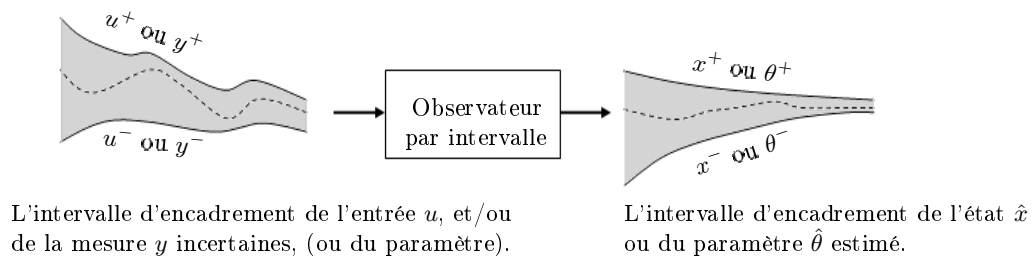 u⁺ ou y⁺
u⁻ ou y⁻
Observateur
par intervalle
x⁺ ou θ⁺
x⁻ ou θ⁻
L'intervalle d'encadrement de l'entrée u, et/ou
de la mesure y incertaines, (ou du paramètre).
L'intervalle d'encadrement de l'état x̂
ou du paramètre θ̂ estimé.